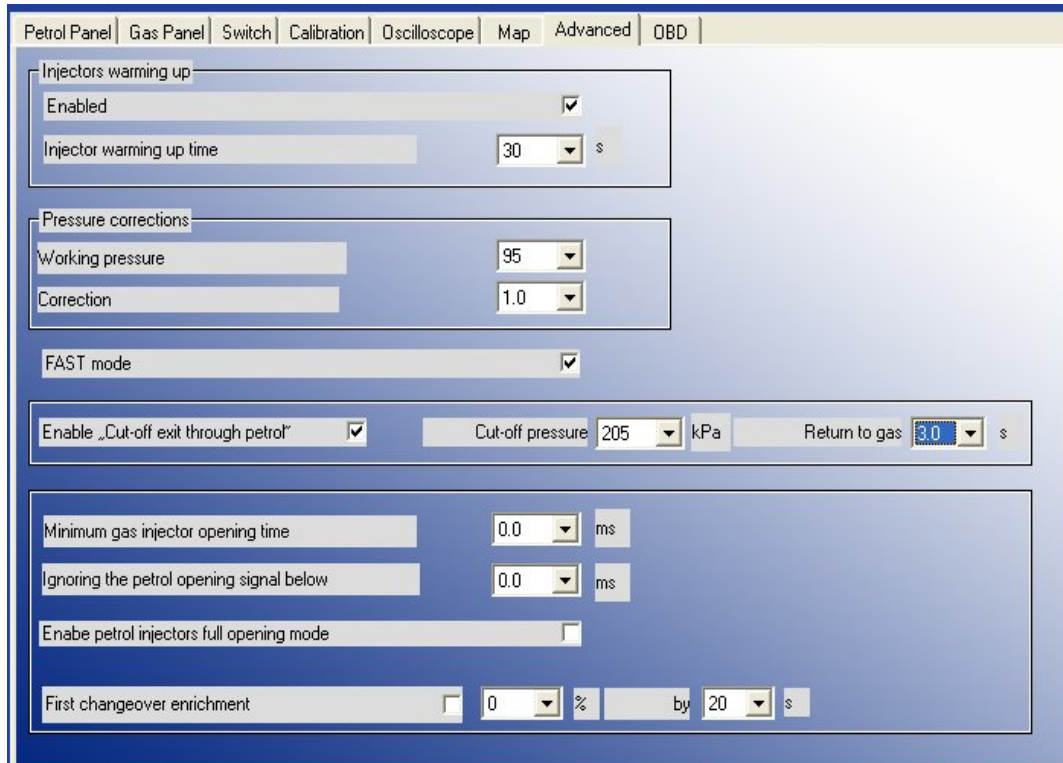 Petrol Panel Gas Panel Switch Calibration Oscilloscope Map Advanced OBD
Injectors warming up
Enabled
Injector warming up time 30 s
Pressure corrections
Working pressure 95
Correction 1.0
FAST mode
Enable „Cut-off exit through petrol” Cut-off pressure 205 kPa Return to gas 3.0 s
Minimum gas injector opening time 0.0 ms
Ignoring the petrol opening signal below 0.0 ms
Enabe petrol injectors full opening mode
First changeover enrichment 0 % by 20 s